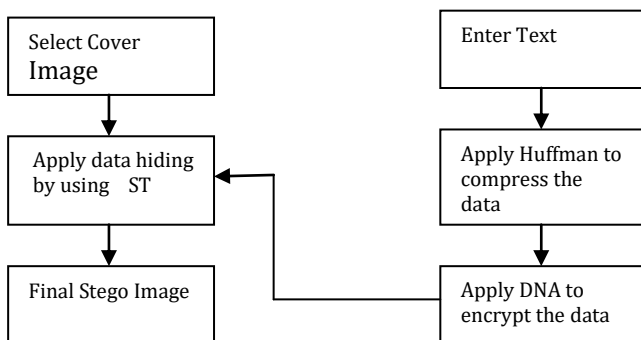 Select Cover
Image
Apply data hiding
by using ST
Final Stego Image
Enter Text
Apply Huffman to
compress the
data
Apply DNA to
encrypt the data